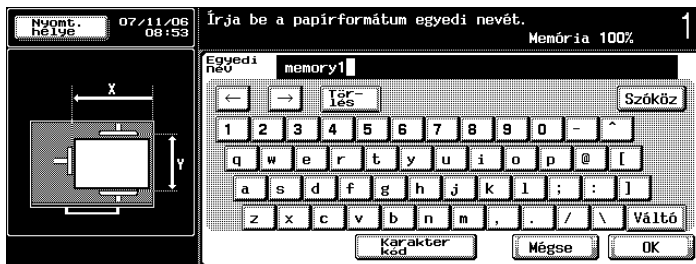 Nyomt. helye
07/11/06
08:53
Írja be a papírformátum egyedi nevét.
Memória 100%
1
Egyedi név
memory1
← → Tör-lés Szóköz
1 2 3 4 5 6 7 8 9 0 - ^
q w e r t y u i o p @ [
a s d f g h j k l ; : ]
z x c v b n m , . / \ Váltó
Karakter kód Mégse OK
X
Y